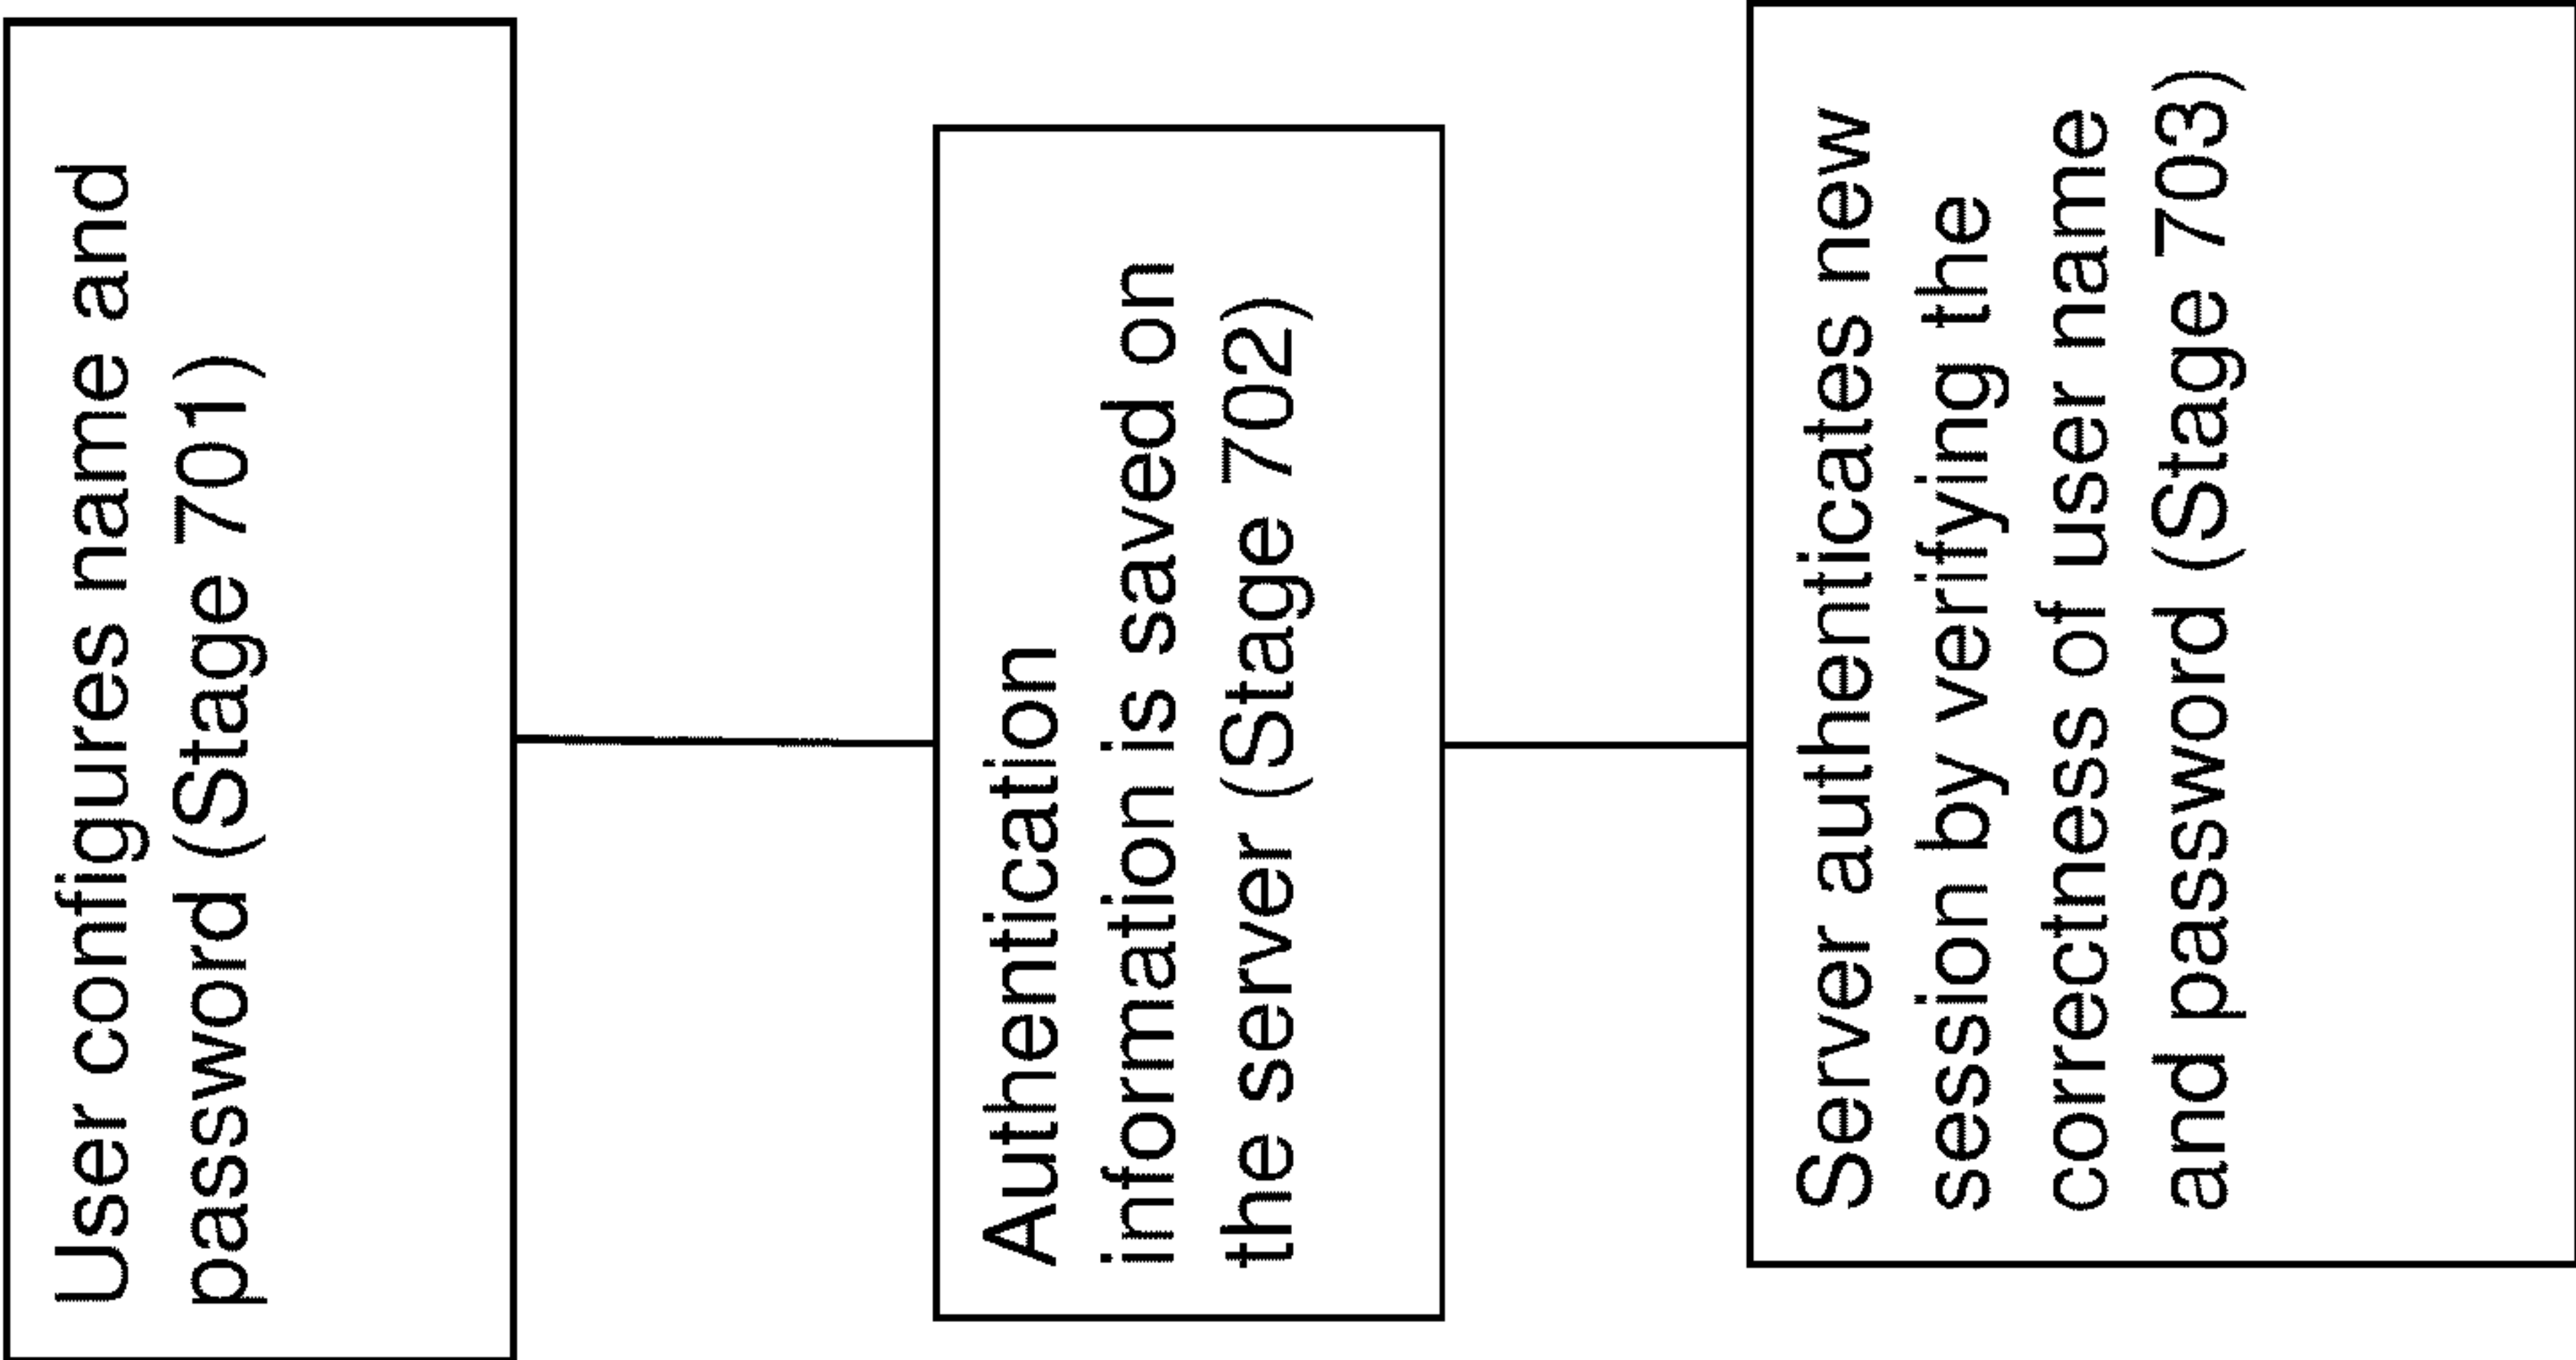 User configures name and
password (Stage 701)
Authentication
information is saved on
the server (Stage 702)
Server authenticates new
session by verifying the
correctness of user name
and password (Stage 703)